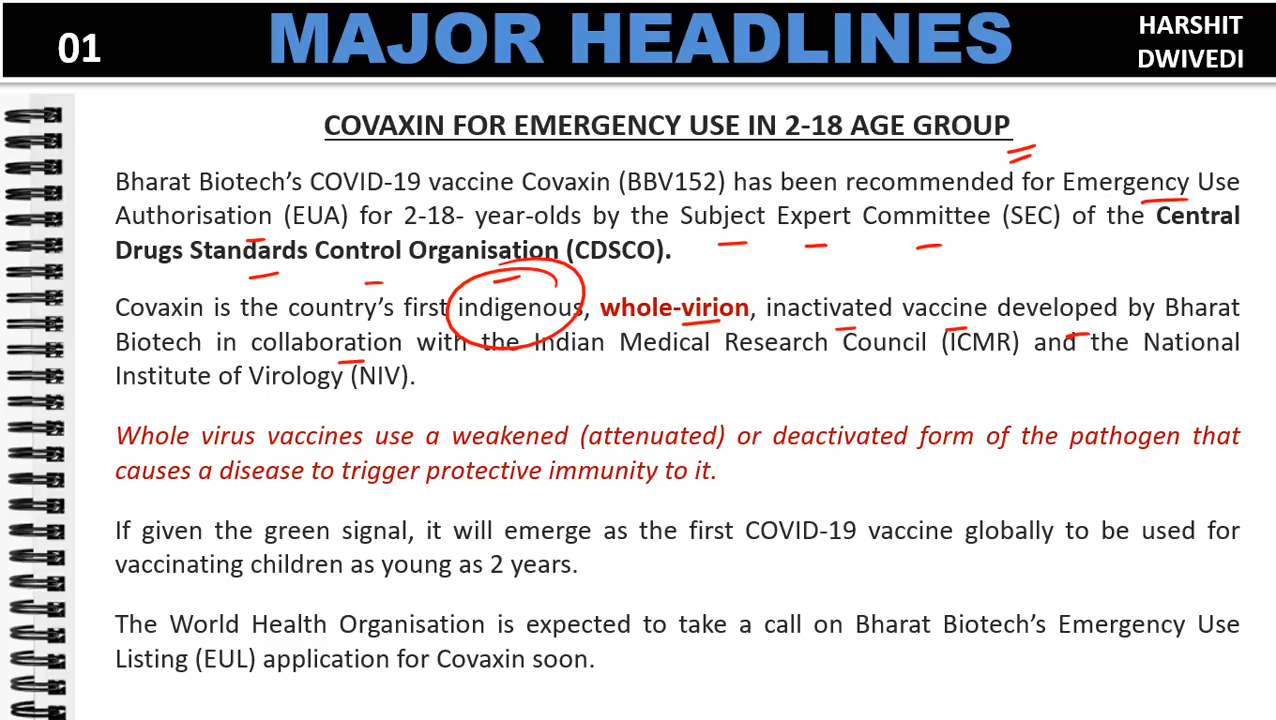 01
MAJOR HEADLINES
HARSHIT
DWIVEDI
COVAXIN FOR EMERGENCY USE IN 2-18 AGE GROUP
Bharat Biotech’s COVID-19 vaccine Covaxin (BBV152) has been recommended for Emergency Use
Authorisation (EUA) for 2-18- year-olds by the Subject Expert Committee (SEC) of the Central
Drugs Standards Control Organisation (CDSCO).
Covaxin is the country’s first indigenous, whole-virion, inactivated vaccine developed by Bharat
Biotech in collaboration with the Indian Medical Research Council (ICMR) and the National
Institute of Virology (NIV).
Whole virus vaccines use a weakened (attenuated) or deactivated form of the pathogen that
causes a disease to trigger protective immunity to it.
If given the green signal, it will emerge as the first COVID-19 vaccine globally to be used for
vaccinating children as young as 2 years.
The World Health Organisation is expected to take a call on Bharat Biotech’s Emergency Use
Listing (EUL) application for Covaxin soon.